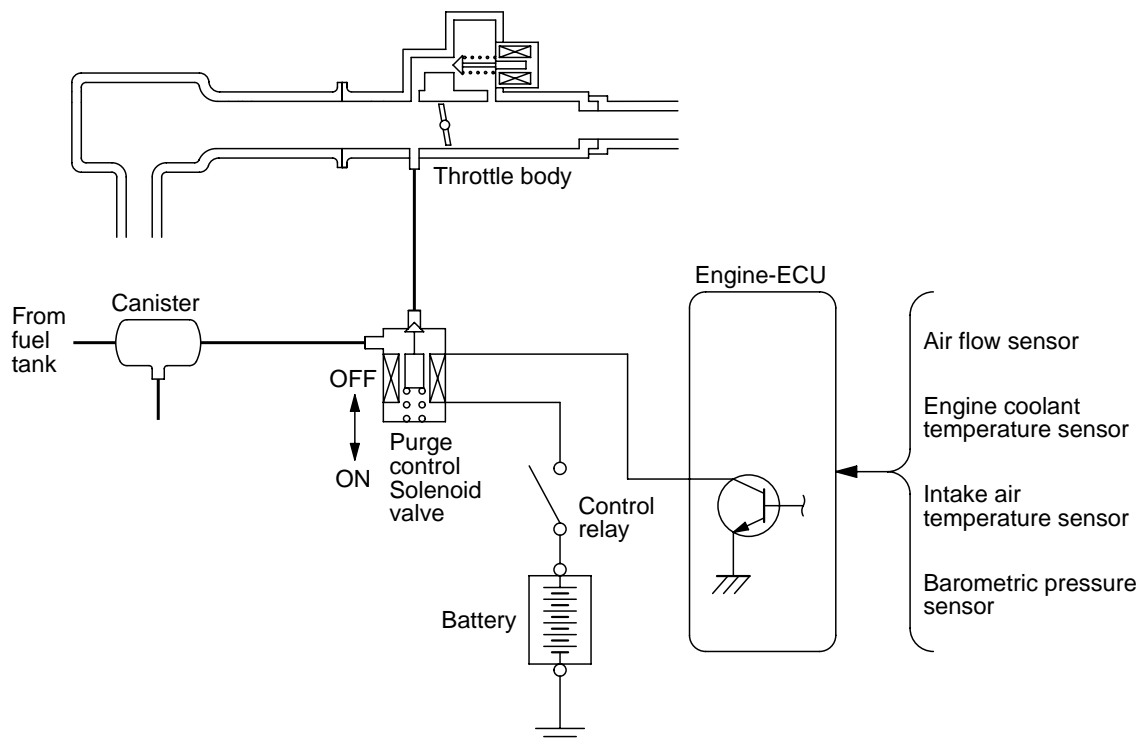 Throttle body
Engine-ECU
Canister
From
fuel
tank
OFF
ON
Purge
control
Solenoid
valve
Control
relay
Battery
Air flow sensor
Engine coolant
temperature sensor
Intake air
temperature sensor
Barometric pressure
sensor